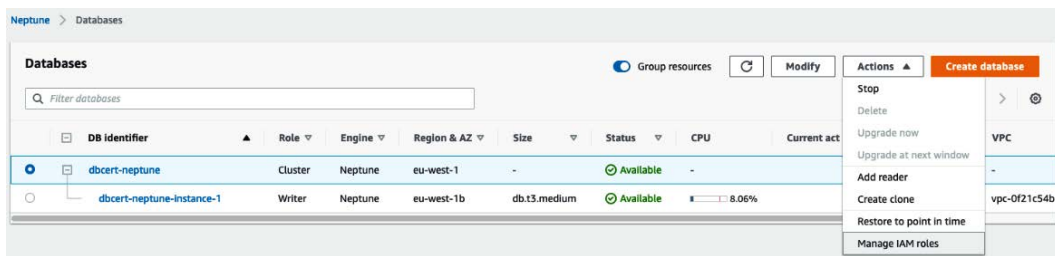 Neptune > Databases
Databases
Group resources
Modify
Actions
Create database
Filter databases
Stop
Delete
Upgrade now
Upgrade at next window
Add reader
Create clone
Restore to point in time
Manage IAM roles
DB identifier Role Engine Region & AZ Size Status CPU Current act VPC
dbcert-neptune Cluster Neptune eu-west-1 - Available - -
dbcert-neptune-instance-1 Writer Neptune eu-west-1b db.t3.medium Available 8.06% vpc-0f21c54b